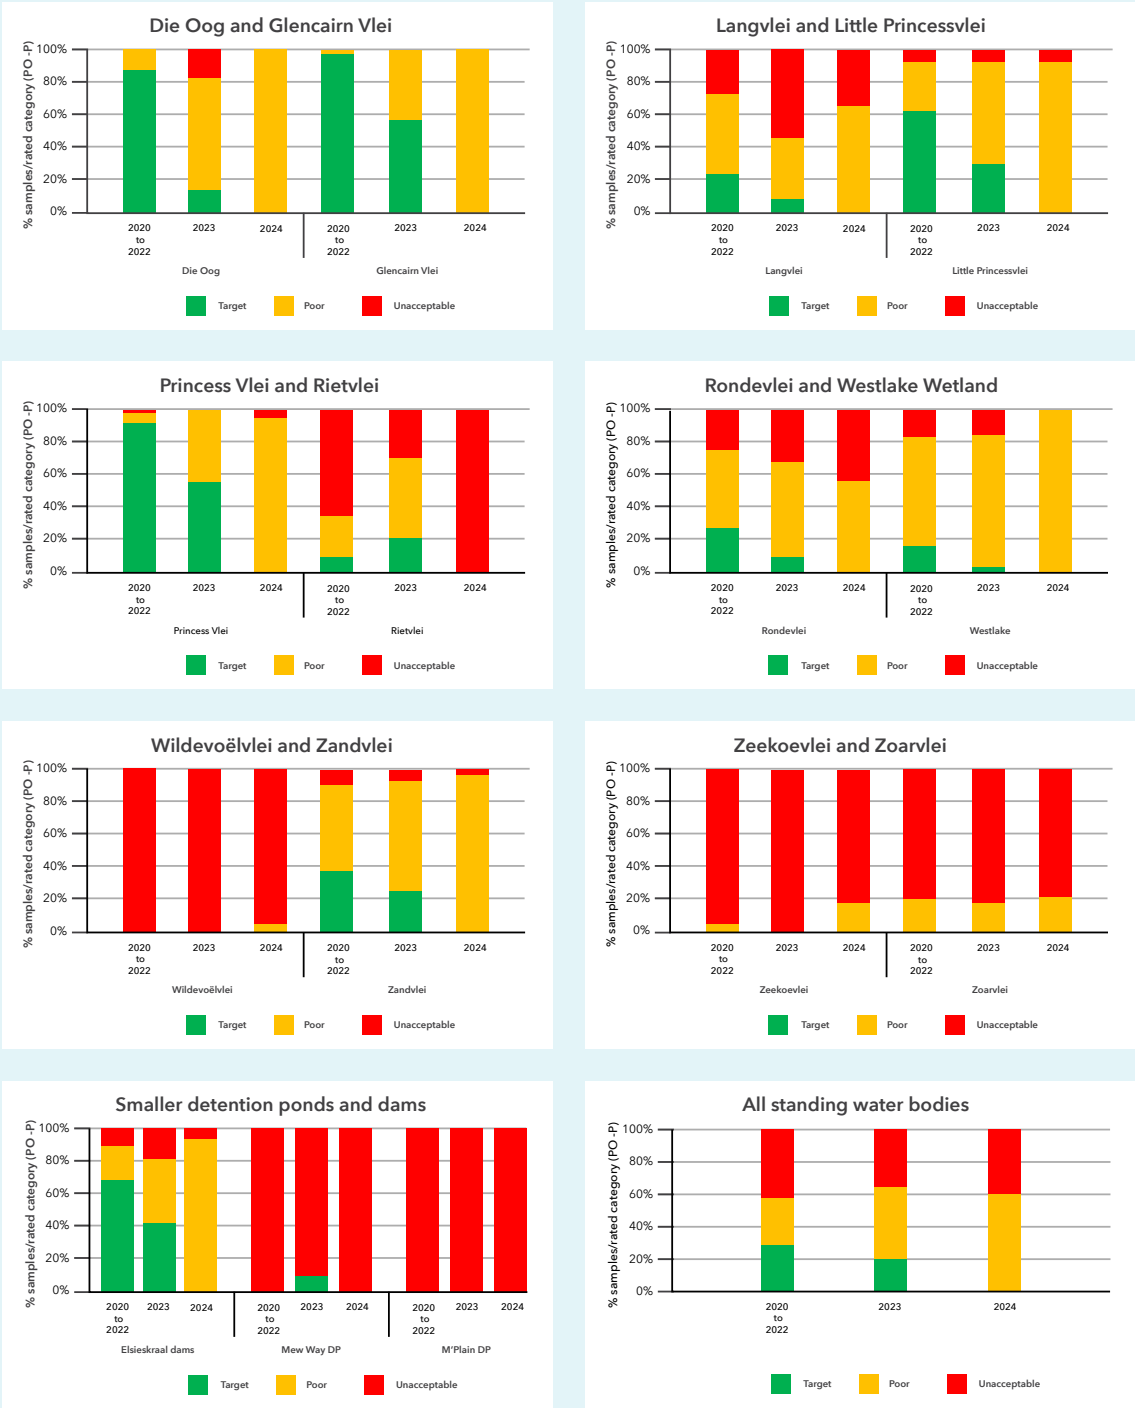 Die Oog and Glencairn Vlei
% samples/rated category (PO -P)
100%
80%
60%
40%
20%
0%
2020 to 2022
2023
2024
2020 to 2022
2023
2024
Die Oog
Glencairn Vlei
Target
Poor
Unacceptable
Langvlei and Little Princessvlei
% samples/rated category (PO -P)
100%
80%
60%
40%
20%
0%
2020 to 2022
2023
2024
2020 to 2022
2023
2024
Langvlei
Little Princessvlei
Target
Poor
Unacceptable
Princess Vlei and Rietvlei
% samples/rated category (PO -P)
100%
80%
60%
40%
20%
0%
2020 to 2022
2023
2024
2020 to 2022
2023
2024
Princess Vlei
Rietvlei
Target
Poor
Unacceptable
Rondevlei and Westlake Wetland
% samples/rated category (PO -P)
100%
80%
60%
40%
20%
0%
2020 to 2022
2023
2024
2020 to 2022
2023
2024
Rondevlei
Westlake
Target
Poor
Unacceptable
Wildevoëlvlei and Zandvlei
% samples/rated category (PO -P)
100%
80%
60%
40%
20%
0%
2020 to 2022
2023
2024
2020 to 2022
2023
2024
Wildevoëlvlei
Zandvlei
Target
Poor
Unacceptable
Zeekoevlei and Zoarvlei
% samples/rated category (PO -P)
100%
80%
60%
40%
20%
0%
2020 to 2022
2023
2024
2020 to 2022
2023
2024
Zeekoevlei
Zoarvlei
Target
Poor
Unacceptable
Smaller detention ponds and dams
% samples/rated category (PO -P)
100%
80%
60%
40%
20%
0%
2020 to 2022
2023
2024
2020 to 2022
2023
2024
2020 to 2022
2023
2024
Elsieskraal dams
Mew Way DP
M'Plain DP
Target
Poor
Unacceptable
All standing water bodies
% samples/rated category (PO -P)
100%
80%
60%
40%
20%
0%
2020 to 2022
2023
2024
Target
Poor
Unacceptable